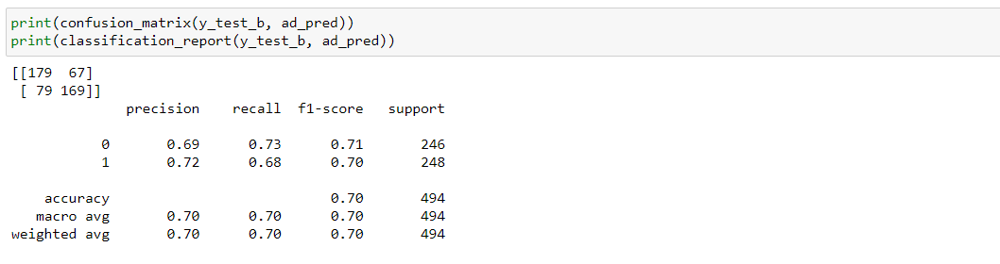 print(confusion_matrix(y_test_b, ad_pred))
print(classification_report(y_test_b, ad_pred))
[[179  67]
 [ 79 169]]
              precision    recall  f1-score   support
           0       0.69      0.73      0.71       246
           1       0.72      0.68      0.70       248
    accuracy                           0.70       494
   macro avg       0.70      0.70      0.70       494
weighted avg       0.70      0.70      0.70       494